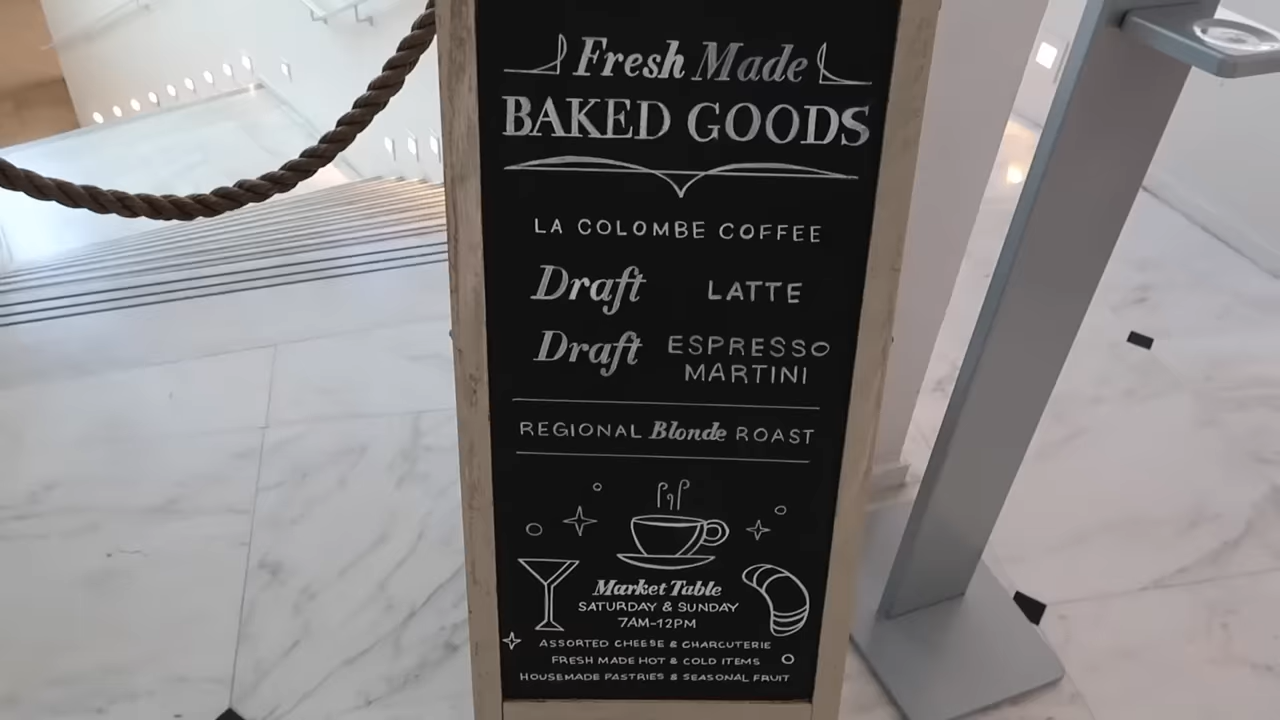 Fresh Made
BAKED GOODS
LA COLOMBE COFFEE
Draft LATTE
Draft ESPRESSO
MARTINI
REGIONAL Blonde ROAST
Market Table
SATURDAY & SUNDAY
7AM-12PM
ASSORTED CHEESE & CHARCUTERIE
FRESH MADE HOT & COLD ITEMS
HOUSEMADE PASTRIES & SEASONAL FRUIT